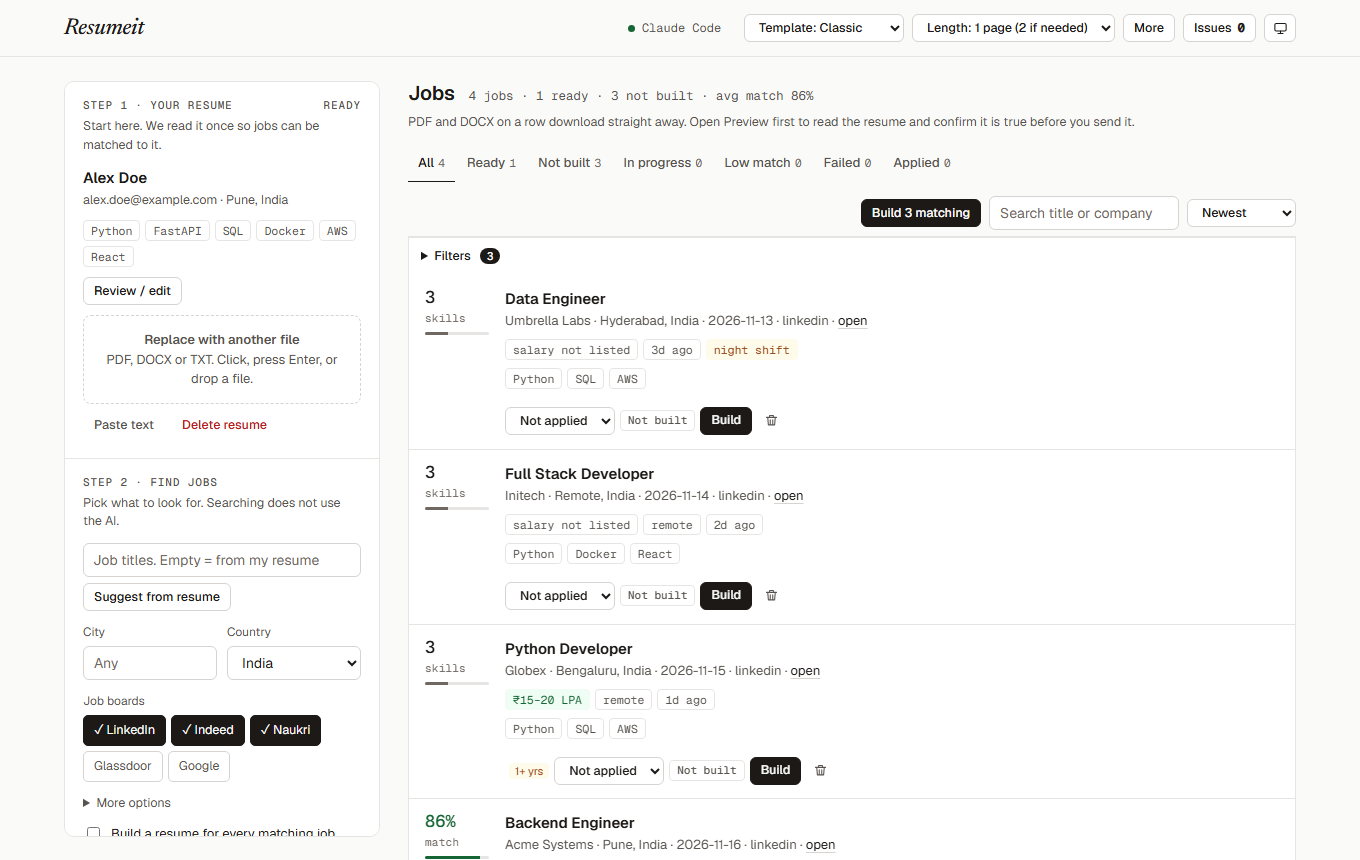 Resumeit
Claude Code
Template: Classic
Length: 1 page (2 if needed)
More
Issues 0
STEP 1 · YOUR RESUME READY
Start here. We read it once so jobs can be
matched to it.
Alex Doe
alex.doe@example.com · Pune, India
Python FastAPI SQL Docker AWS
React
Review / edit
Replace with another file
PDF, DOCX or TXT. Click, press Enter, or
drop a file.
Paste text Delete resume
STEP 2 · FIND JOBS
Pick what to look for. Searching does not use
the AI.
Job titles. Empty = from my resume
Suggest from resume
City Country
Any India
Job boards
✓ LinkedIn ✓ Indeed ✓ Naukri
Glassdoor Google
More options
Build a resume for every matching job
Jobs 4 jobs · 1 ready · 3 not built · avg match 86%
PDF and DOCX on a row download straight away. Open Preview first to read the resume and confirm it is true before you send it.
All 4 Ready 1 Not built 3 In progress 0 Low match 0 Failed 0 Applied 0
Build 3 matching Search title or company Newest
Filters 3
3 skills
Data Engineer
Umbrella Labs · Hyderabad, India · 2026-11-13 · linkedin · open
salary not listed 3d ago night shift
Python SQL AWS
Not applied Not built Build
3 skills
Full Stack Developer
Initech · Remote, India · 2026-11-14 · linkedin · open
salary not listed remote 2d ago
Python Docker React
Not applied Not built Build
3 skills
Python Developer
Globex · Bengaluru, India · 2026-11-15 · linkedin · open
₹15–20 LPA remote 1d ago
Python SQL AWS
1+ yrs Not applied Not built Build
86% match
Backend Engineer
Acme Systems · Pune, India · 2026-11-16 · linkedin · open